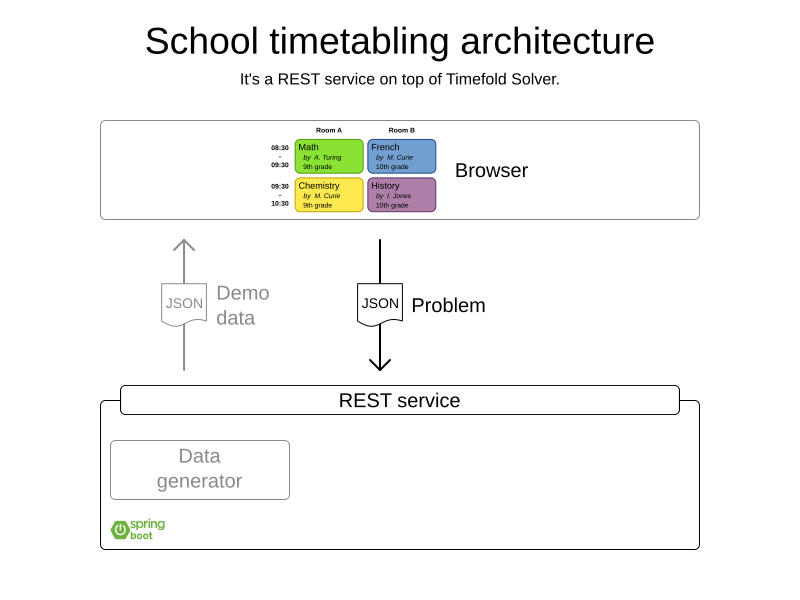 School timetabling architecture
It's a REST service on top of Timefold Solver.
Room A Room B
08:30
-
09:30
Math
by A. Turing
9th grade
French
by M. Curie
10th grade
09:30
-
10:30
Chemistry
by M. Curie
9th grade
History
by I. Jones
10th grade
Browser
JSON
Demo
data
JSON
Problem
REST service
Data
generator
spring
boot